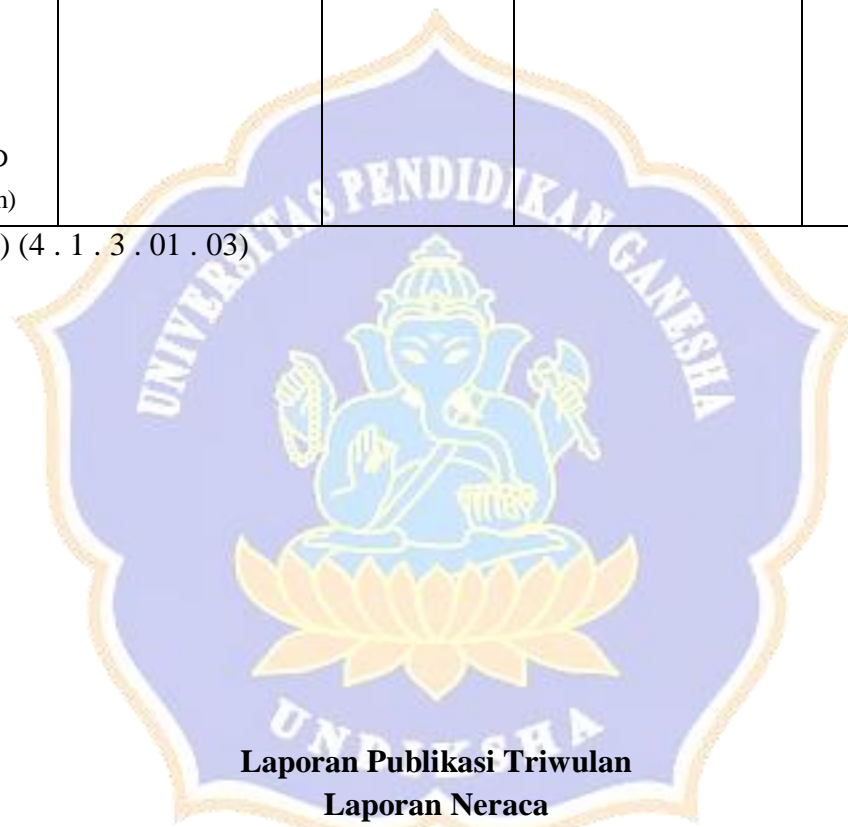 n)
) (4 . 1 . 3 . 01 . 03)
UNIVERSITAS PENDIDIKAN GANESHA
UNDIKSHA
Laporan Publikasi Triwulan
Laporan Neraca